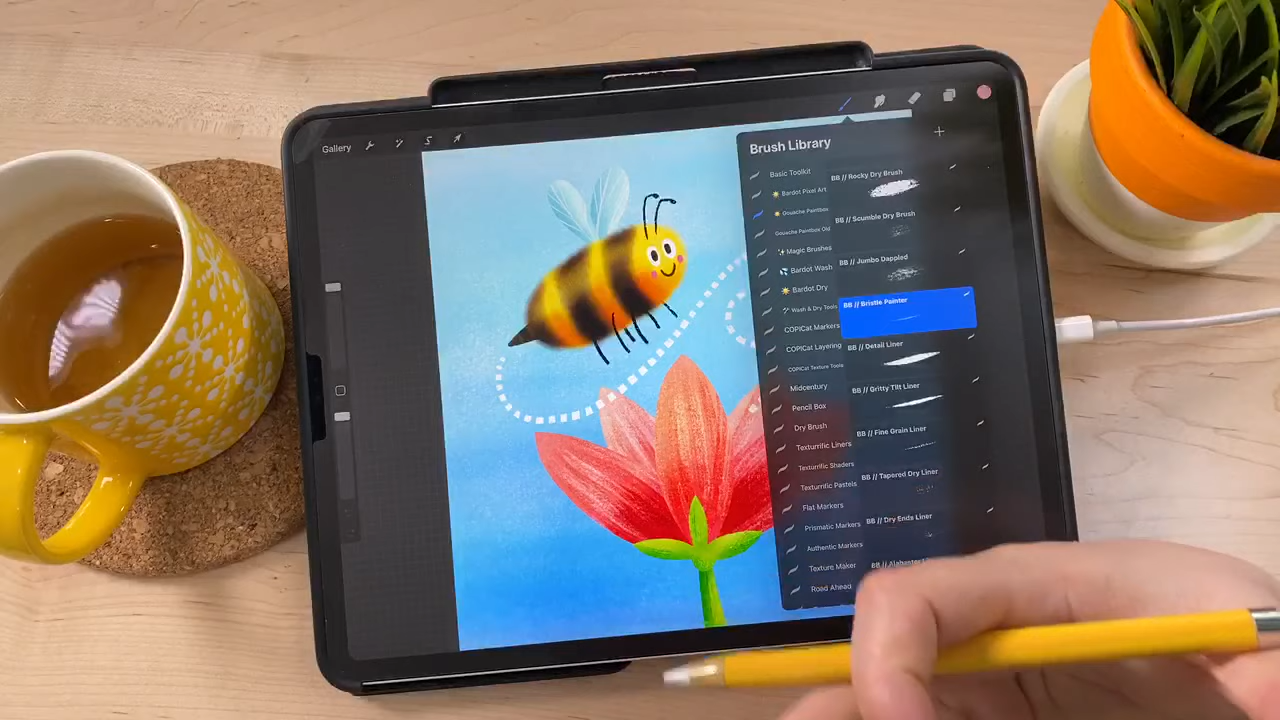 Gallery
Brush Library
Basic Toolkit
Bardot Pixel Art
Gouache Paintbox
Gouache Paintbox Old
Magic Brushes
Bardot Wash
Bardot Dry
Wash & Dry Tools
COPICat Markers
COPICat Layering
COPICat Texture Tools
Midcentury
Pencil Box
Dry Brush
Texturrific Liners
Texturrific Shaders
Texturrific Pastels
Flat Markers
Prismatic Markers
Authentic Markers
Texture Maker
Road Ahead
BB // Rocky Dry Brush
BB // Scumble Dry Brush
BB // Jumbo Dappled
BB // Bristle Painter
BB // Detail Liner
BB // Gritty Tilt Liner
BB // Fine Grain Liner
BB // Tapered Dry Liner
BB // Dry Ends Liner
BB //